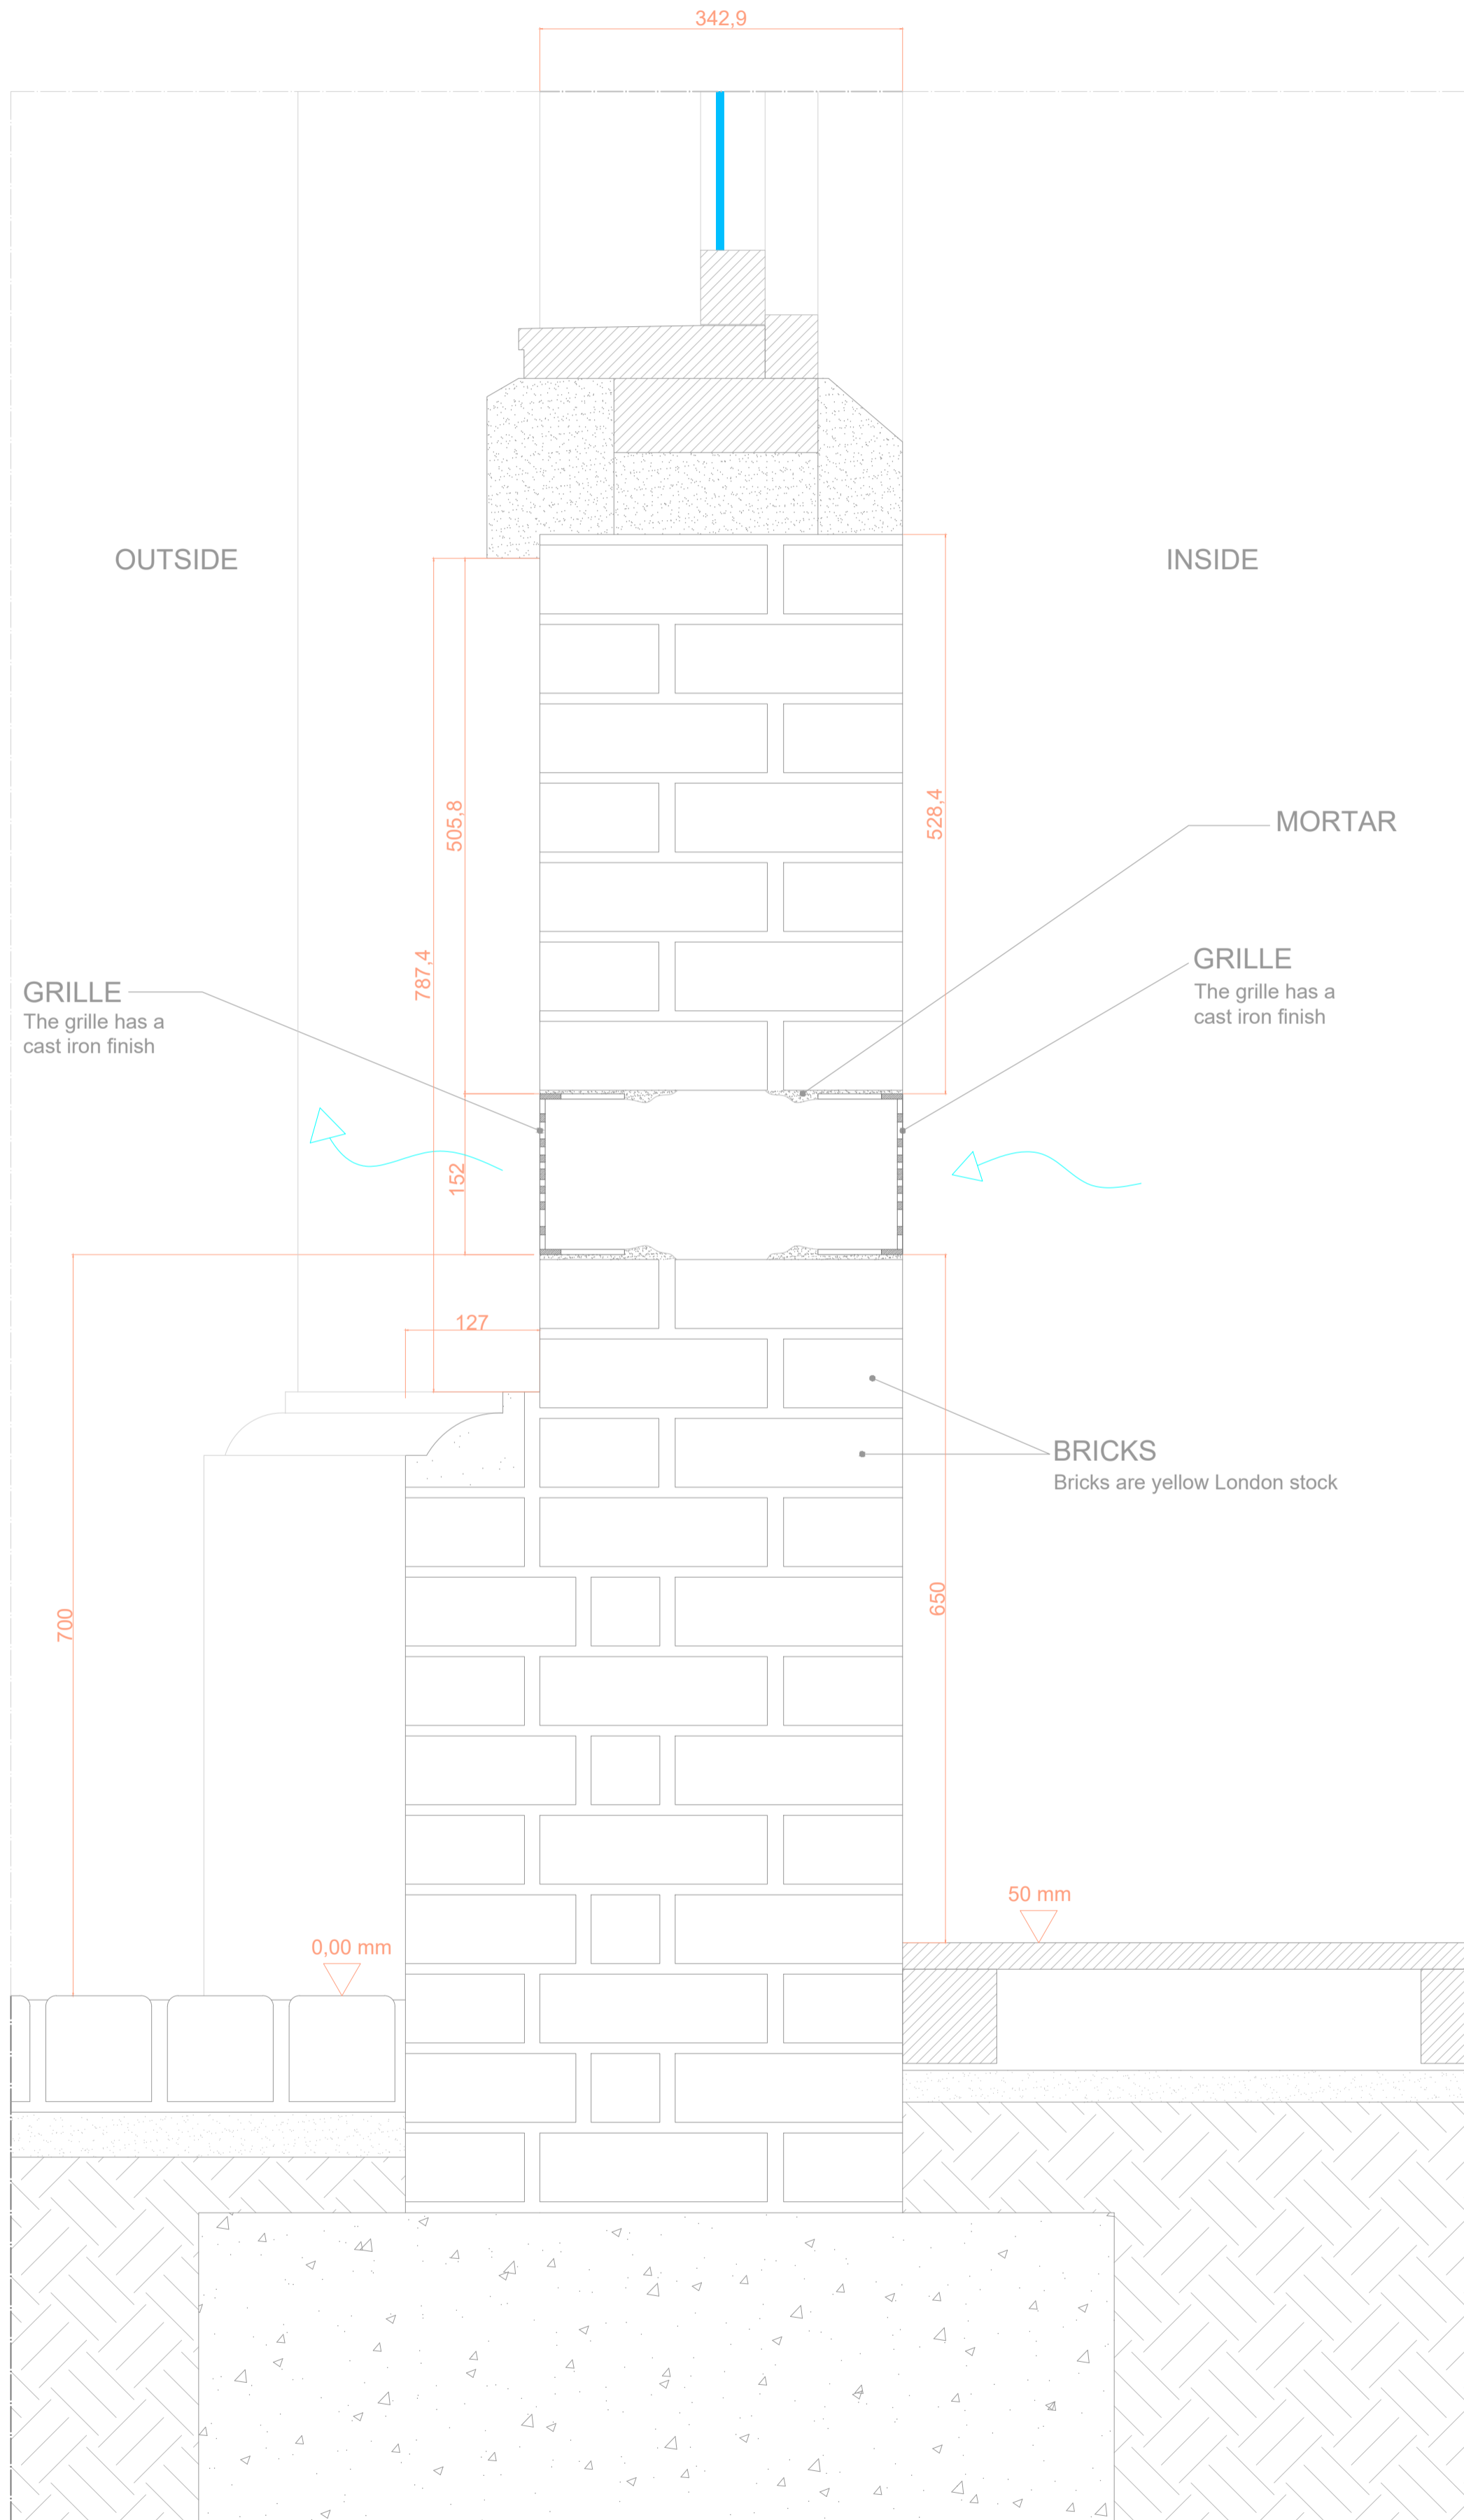 342,9
OUTSIDE
INSIDE
505,8
528,4
MORTAR
787,4
GRILLE
The grille has a
cast iron finish
GRILLE
The grille has a
cast iron finish
152
127
BRICKS
Bricks are yellow London stock
700
650
50 mm
0,00 mm